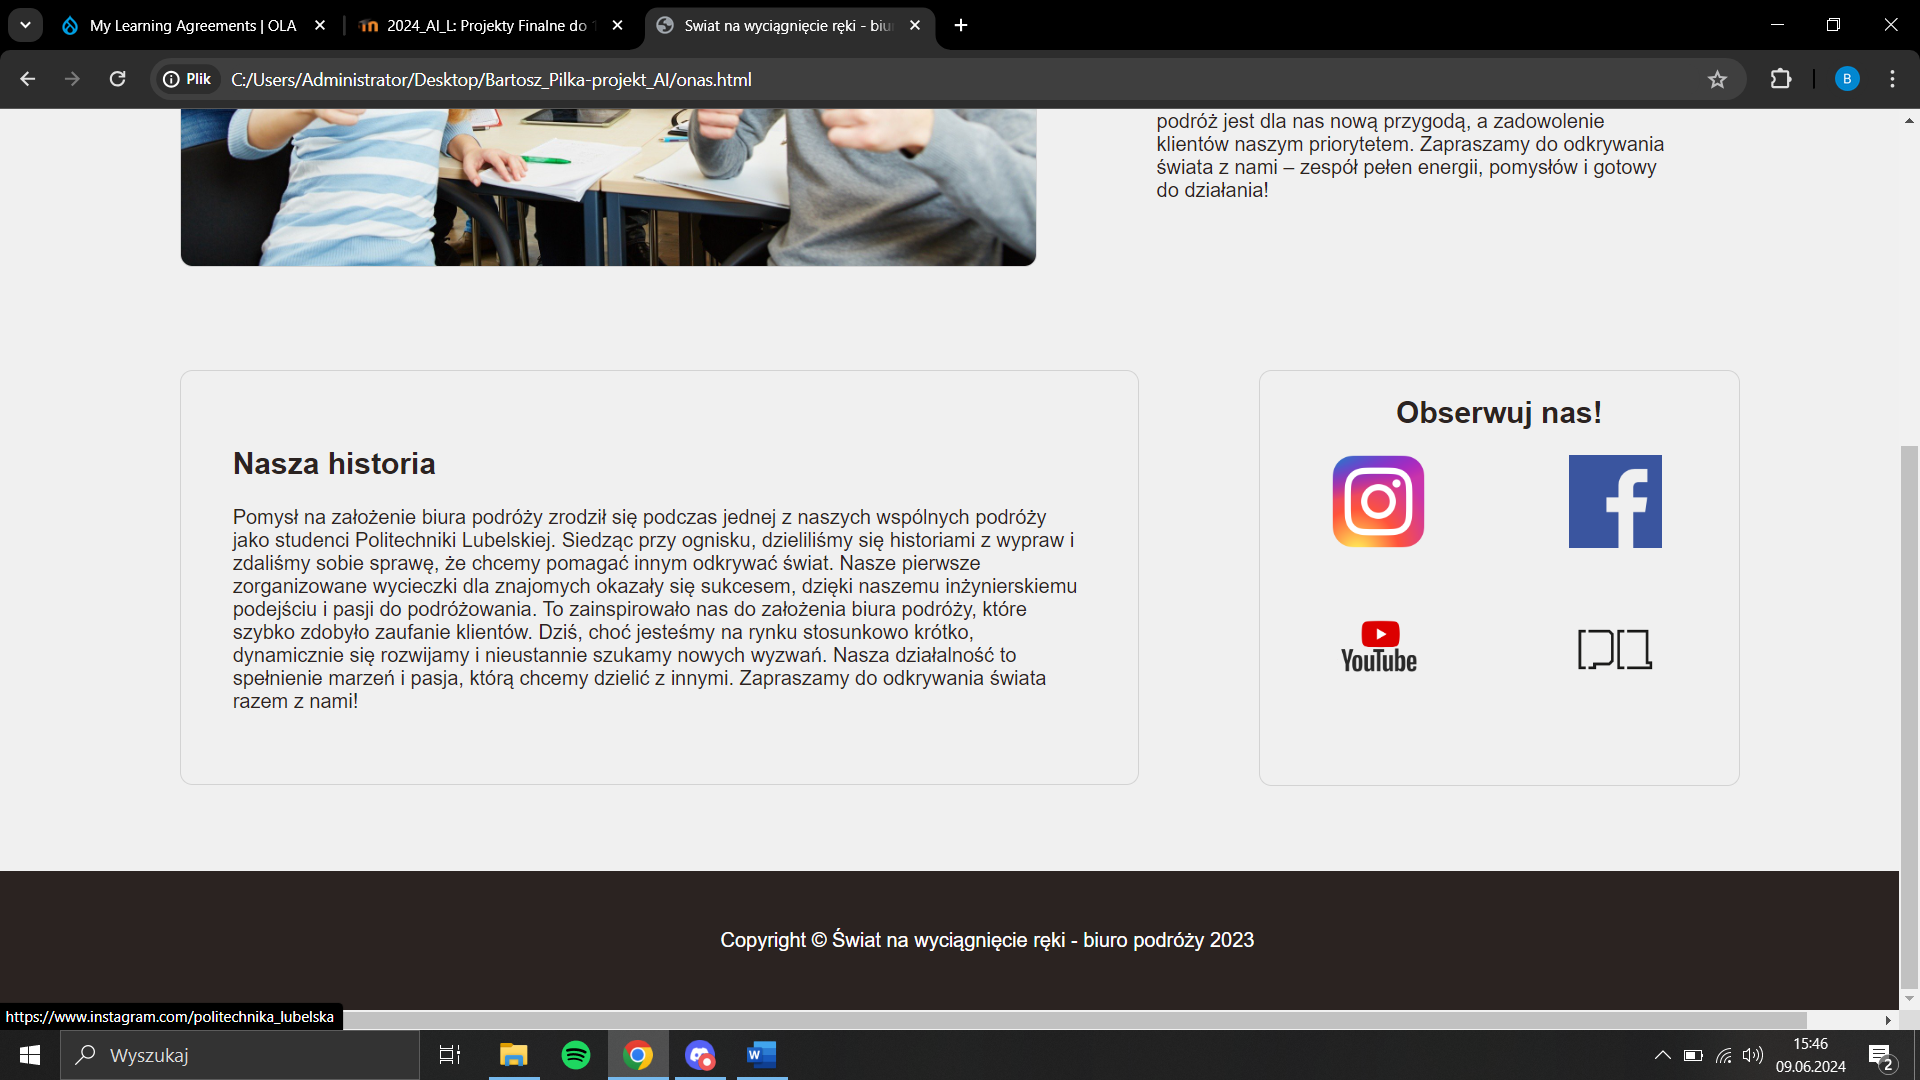 My Learning Agreements | OLA
2024_AI_L: Projekty Finalne do 1
Swiat na wyciągnięcie ręki - biu
Plik
C:/Users/Administrator/Desktop/Bartosz_Pilka-projekt_AI/onas.html
B
podróż jest dla nas nową przygodą, a zadowolenie
klientów naszym priorytetem. Zapraszamy do odkrywania
świata z nami – zespół pełen energii, pomysłów i gotowy
do działania!
Nasza historia
Pomysł na założenie biura podróży zrodził się podczas jednej z naszych wspólnych podróży
jako studenci Politechniki Lubelskiej. Siedząc przy ognisku, dzieliliśmy się historiami z wypraw i
zdaliśmy sobie sprawę, że chcemy pomagać innym odkrywać świat. Nasze pierwsze
zorganizowane wycieczki dla znajomych okazały się sukcesem, dzięki naszemu inżynierskiemu
podejściu i pasji do podróżowania. To zainspirowało nas do założenia biura podróży, które
szybko zdobyło zaufanie klientów. Dziś, choć jesteśmy na rynku stosunkowo krótko,
dynamicznie się rozwijamy i nieustannie szukamy nowych wyzwań. Nasza działalność to
spełnienie marzeń i pasja, którą chcemy dzielić z innymi. Zapraszamy do odkrywania świata
razem z nami!
Obserwuj nas!
YouTube
Copyright © Świat na wyciągnięcie ręki - biuro podróży 2023
https://www.instagram.com/politechnika_lubelska
Wyszukaj
15:46
09.06.2024
2